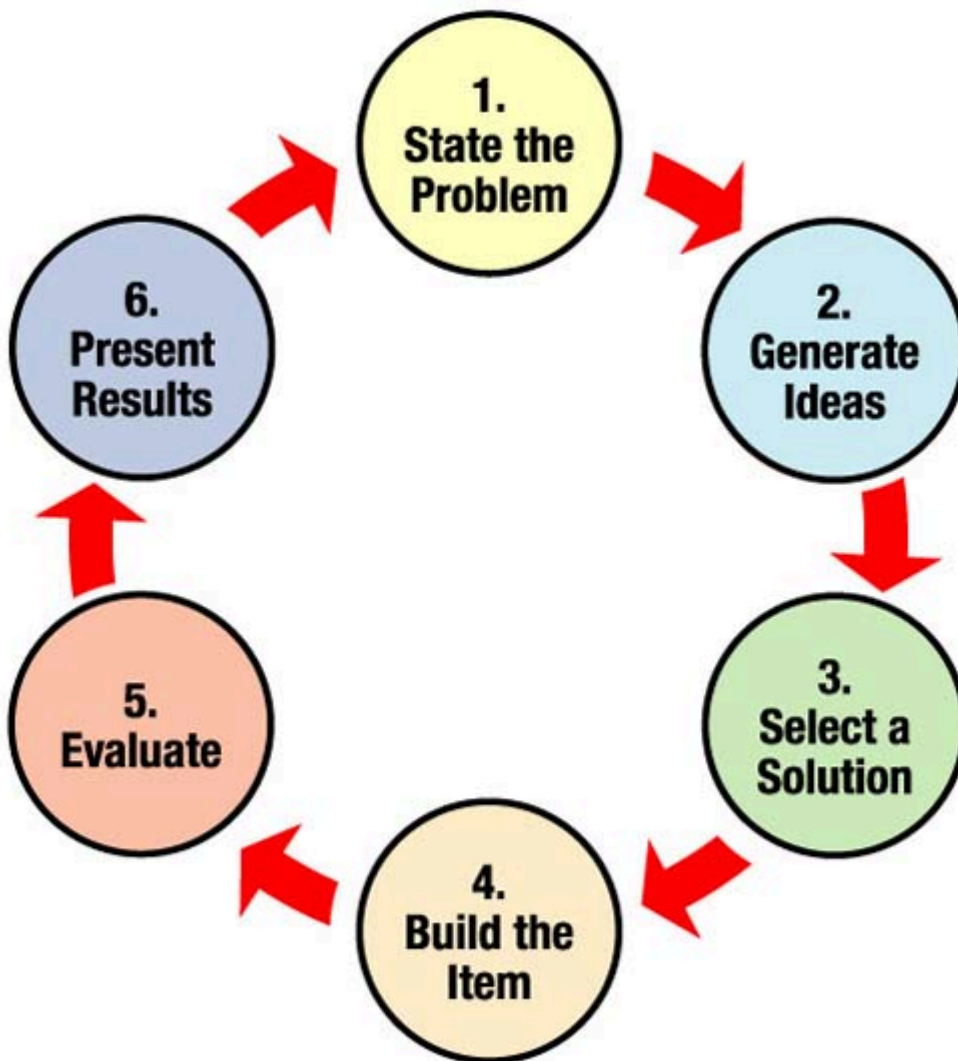 1.
State the
Problem
2.
Generate
Ideas
3.
Select a
Solution
4.
Build the
Item
5.
Evaluate
6.
Present
Results